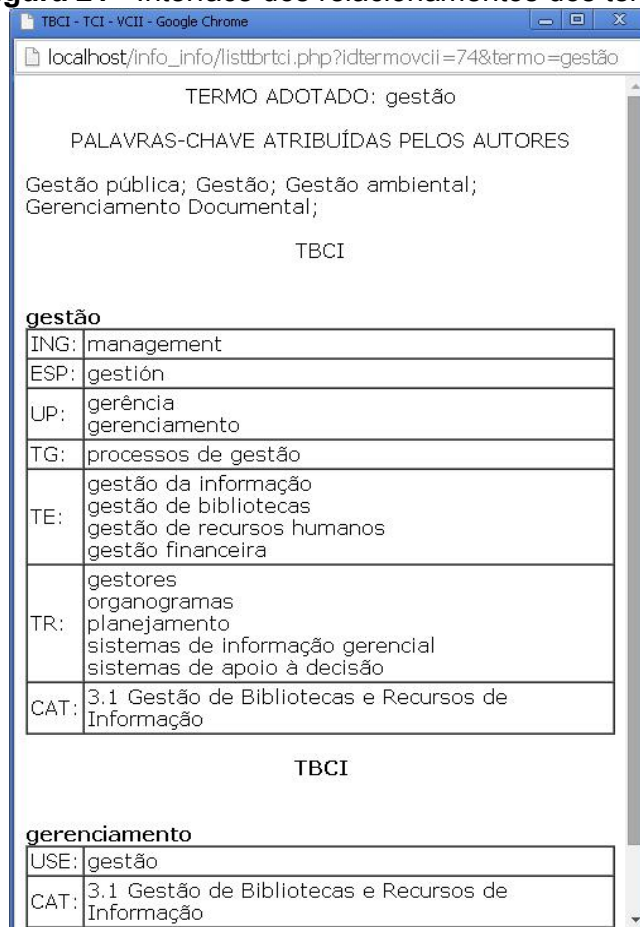 TBCI - TCI - VCII - Google Chrome
localhost/info_info/listtbrtci.php?idtermovcii=74&termo=gestão
TERMO ADOTADO: gestão
PALAVRAS-CHAVE ATRIBUÍDAS PELOS AUTORES
Gestão pública; Gestão; Gestão ambiental;
Gerenciamento Documental;
TBCI
gestão
ING: management
ESP: gestión
UP: gerência
gerenciamento
TG: processos de gestão
TE: gestão da informação
gestão de bibliotecas
gestão de recursos humanos
gestão financeira
TR: gestores
organogramas
planejamento
sistemas de informação gerencial
sistemas de apoio à decisão
CAT: 3.1 Gestão de Bibliotecas e Recursos de
Informação
TBCI
gerenciamento
USE: gestão
CAT: 3.1 Gestão de Bibliotecas e Recursos de
Informação